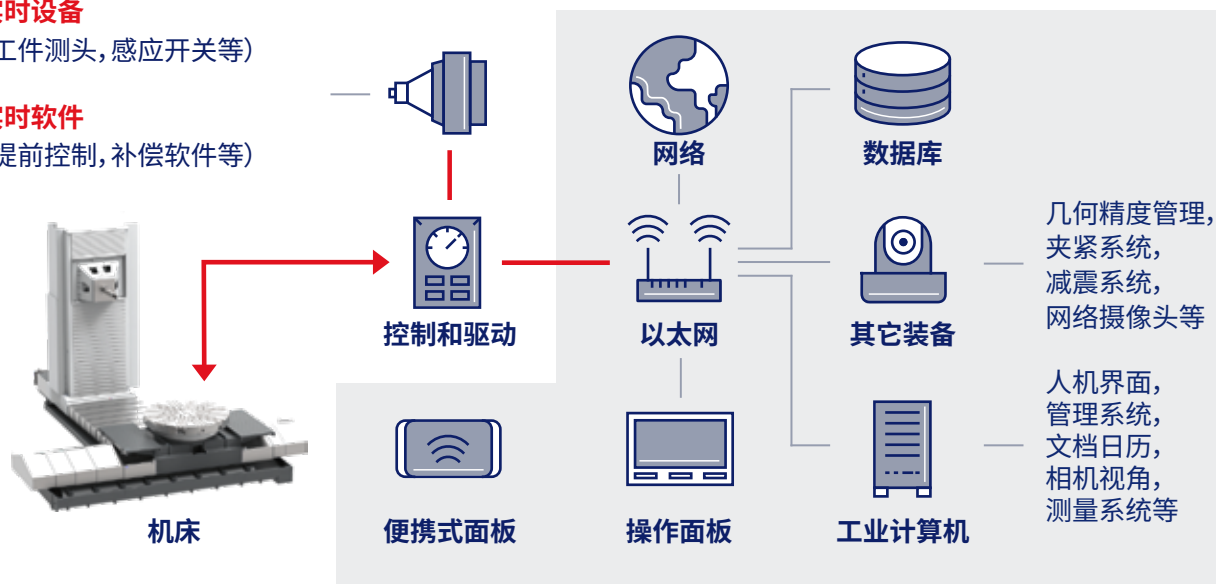 时设备
工件测头，感应开关等）
时软件
提前控制，补偿软件等）
网络
数据库
几何精度管理，
夹紧系统，
减震系统，
网络摄像头等
控制和驱动
以太网
其它装备
人机界面，
管理系统，
文档日历，
相机视角，
测量系统等
机床
便携式面板
操作面板
工业计算机